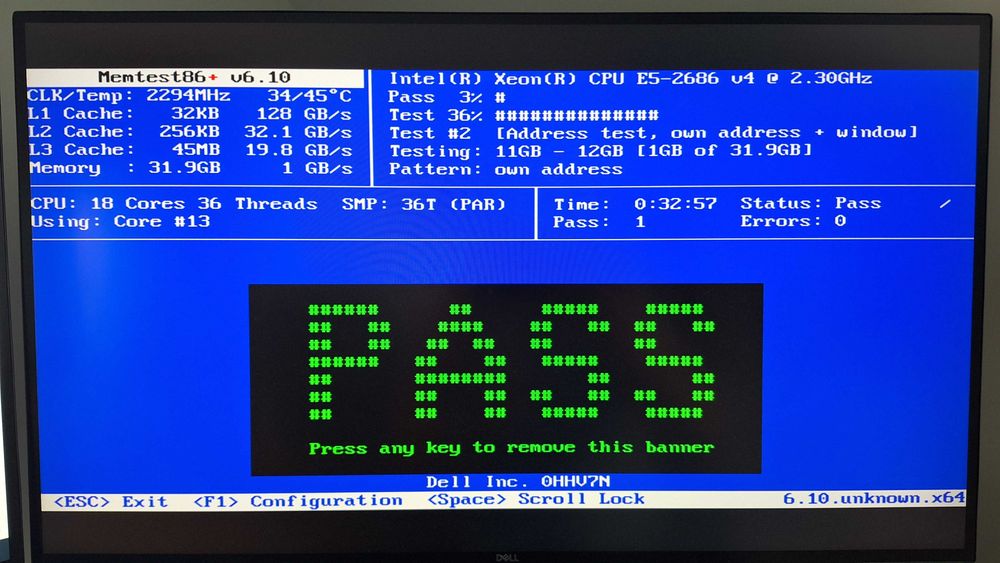 Memtest86+ v6.10
CLK/Temp: 2294MHz 34/45°C
L1 Cache: 32KB 128 GB/s
L2 Cache: 256KB 32.1 GB/s
L3 Cache: 45MB 19.8 GB/s
Memory : 31.9GB 1 GB/s
Intel(R) Xeon(R) CPU E5-2686 v4 @ 2.30GHz
Pass 3% #
Test 36% ##############
Test #2 [Address test, own address + window]
Testing: 11GB - 12GB [1GB of 31.9GB]
Pattern: own address
CPU: 18 Cores 36 Threads SMP: 36T (PAR)
Using: Core #13
Time: 0:32:57 Status: Pass /
Pass: 1 Errors: 0
PASS
Press any key to remove this banner
Dell Inc. 0HHV7N
<ESC> Exit <F1> Configuration <Space> Scroll Lock 6.10.unknown.x64
DELL